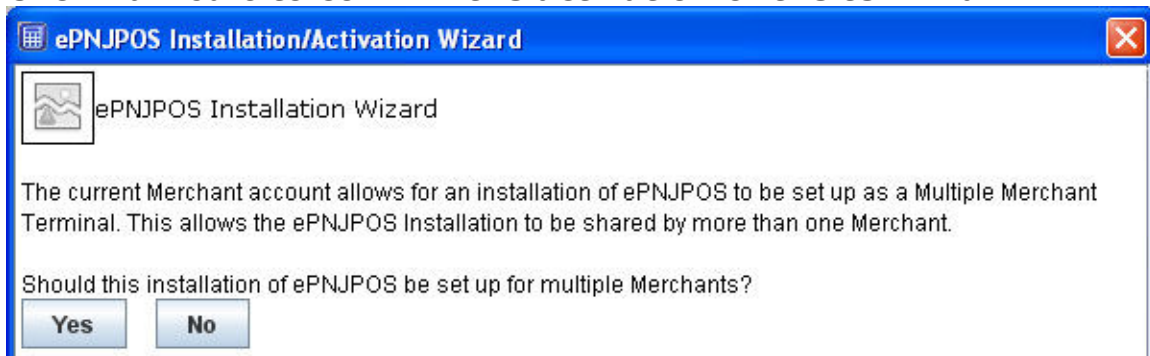 ePNJPOS Installation/Activation Wizard
ePNJPOS Installation Wizard
The current Merchant account allows for an installation of ePNJPOS to be set up as a Multiple Merchant
Terminal. This allows the ePNJPOS Installation to be shared by more than one Merchant.
Should this installation of ePNJPOS be set up for multiple Merchants?
Yes No